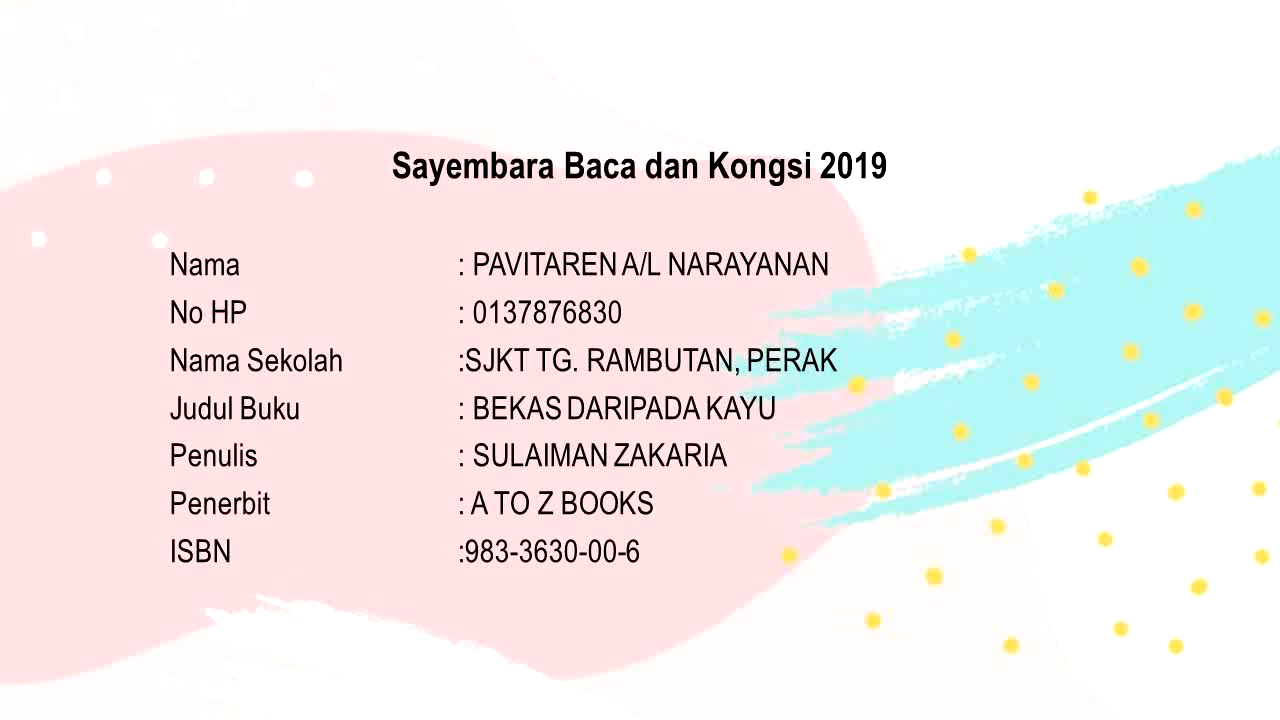 Sayembara Baca dan Kongsi 2019
Nama : PAVITAREN A/L NARAYANAN
No HP : 0137876830
Nama Sekolah :SJKT TG. RAMBUTAN, PERAK
Judul Buku : BEKAS DARIPADA KAYU
Penulis : SULAIMAN ZAKARIA
Penerbit : A TO Z BOOKS
ISBN :983-3630-00-6